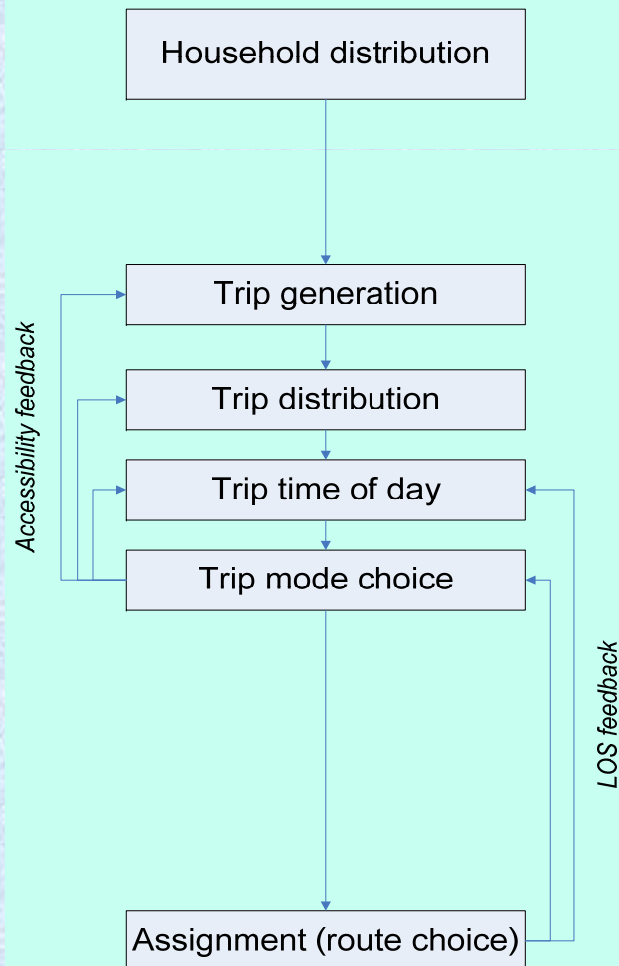 Household distribution
Trip generation
Accessibility feedback
Trip distribution
Trip time of day
Trip mode choice
LOS feedback
Assignment (route choice)